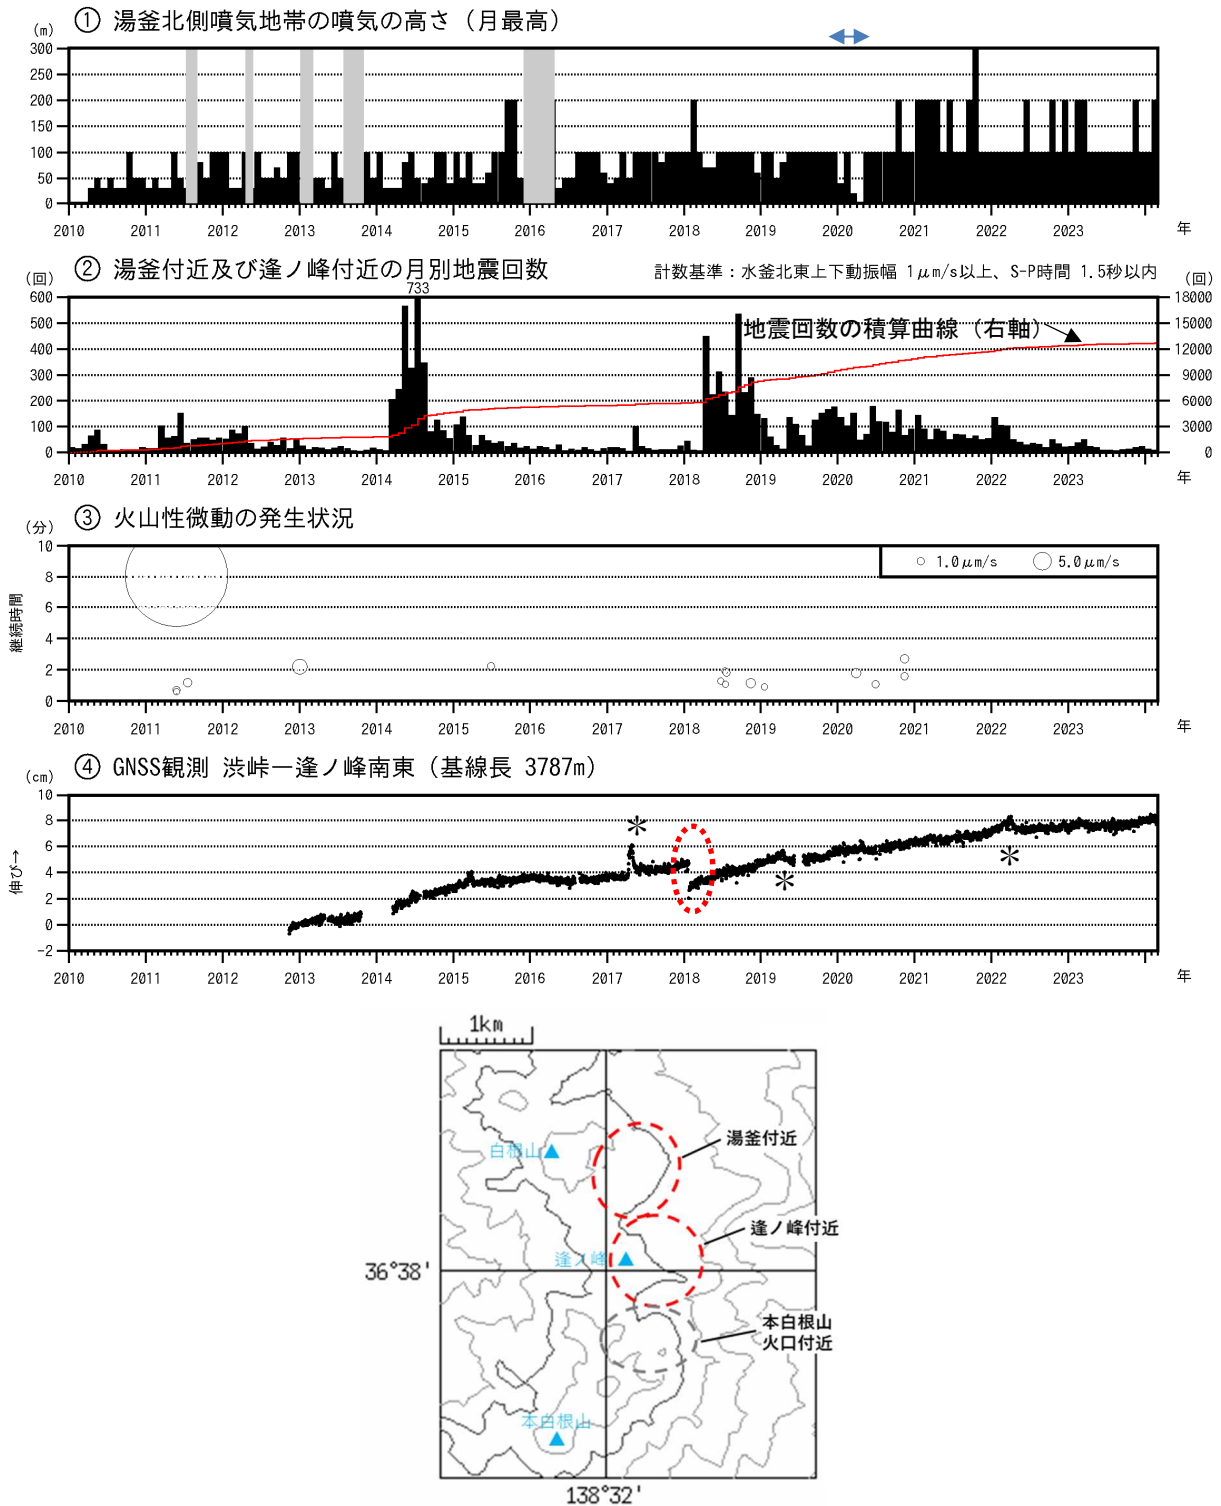 ① 湯釜北側噴気地帯の噴気の高さ（月最高）
(m)
300
250
200
150
100
50
0
2010 2011 2012 2013 2014 2015 2016 2017 2018 2019 2020 2021 2022 2023 年
② 湯釜付近及び逢ノ峰付近の月別地震回数
計数基準：水釜北東上下動振幅 1μm/s以上、S-P時間 1.5秒以内
(回)
(回)
733
600
500
400
300
200
100
0
地震回数の積算曲線（右軸）
18000
15000
12000
9000
6000
3000
0
2010 2011 2012 2013 2014 2015 2016 2017 2018 2019 2020 2021 2022 2023 年
③ 火山性微動の発生状況
(分)
継続時間
10
8
6
4
2
0
1.0μm/s 5.0μm/s
2010 2011 2012 2013 2014 2015 2016 2017 2018 2019 2020 2021 2022 2023 年
④ GNSS観測 渋峠－逢ノ峰南東（基線長 3787m）
(cm)
伸び→
10
8
6
4
2
0
-2
＊
＊
＊
2010 2011 2012 2013 2014 2015 2016 2017 2018 2019 2020 2021 2022 2023 年
1km
湯釜付近
白根山
逢ノ峰付近
逢ノ峰
36°38'
本白根山
火口付近
本白根山
138°32'